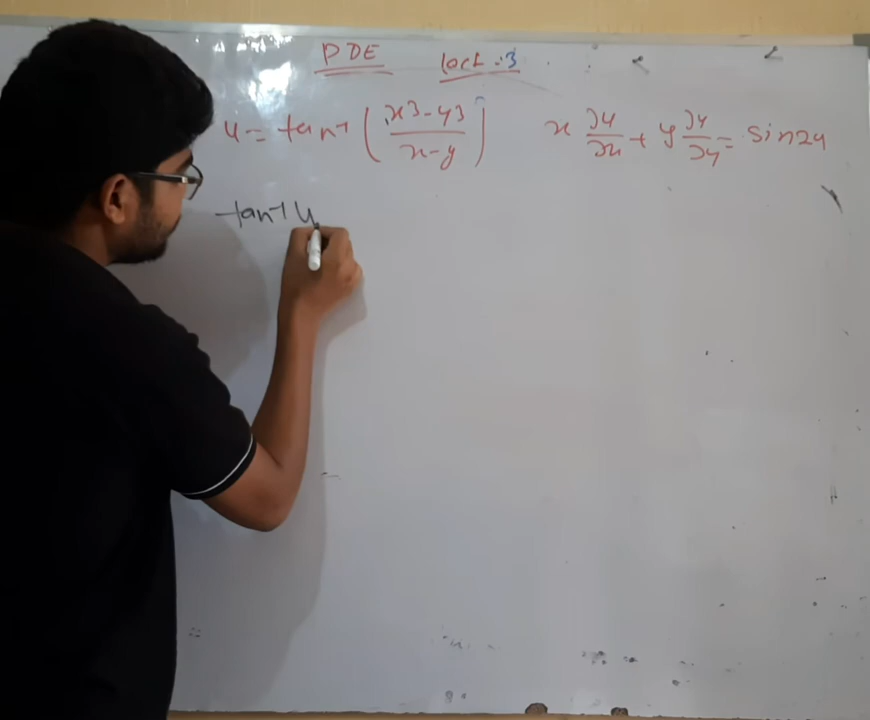 PDE Lect :3
u = tan-1 (x3-y3 / x-y) x ∂u/∂x + y ∂u/∂y = sin2u
tan-1 u